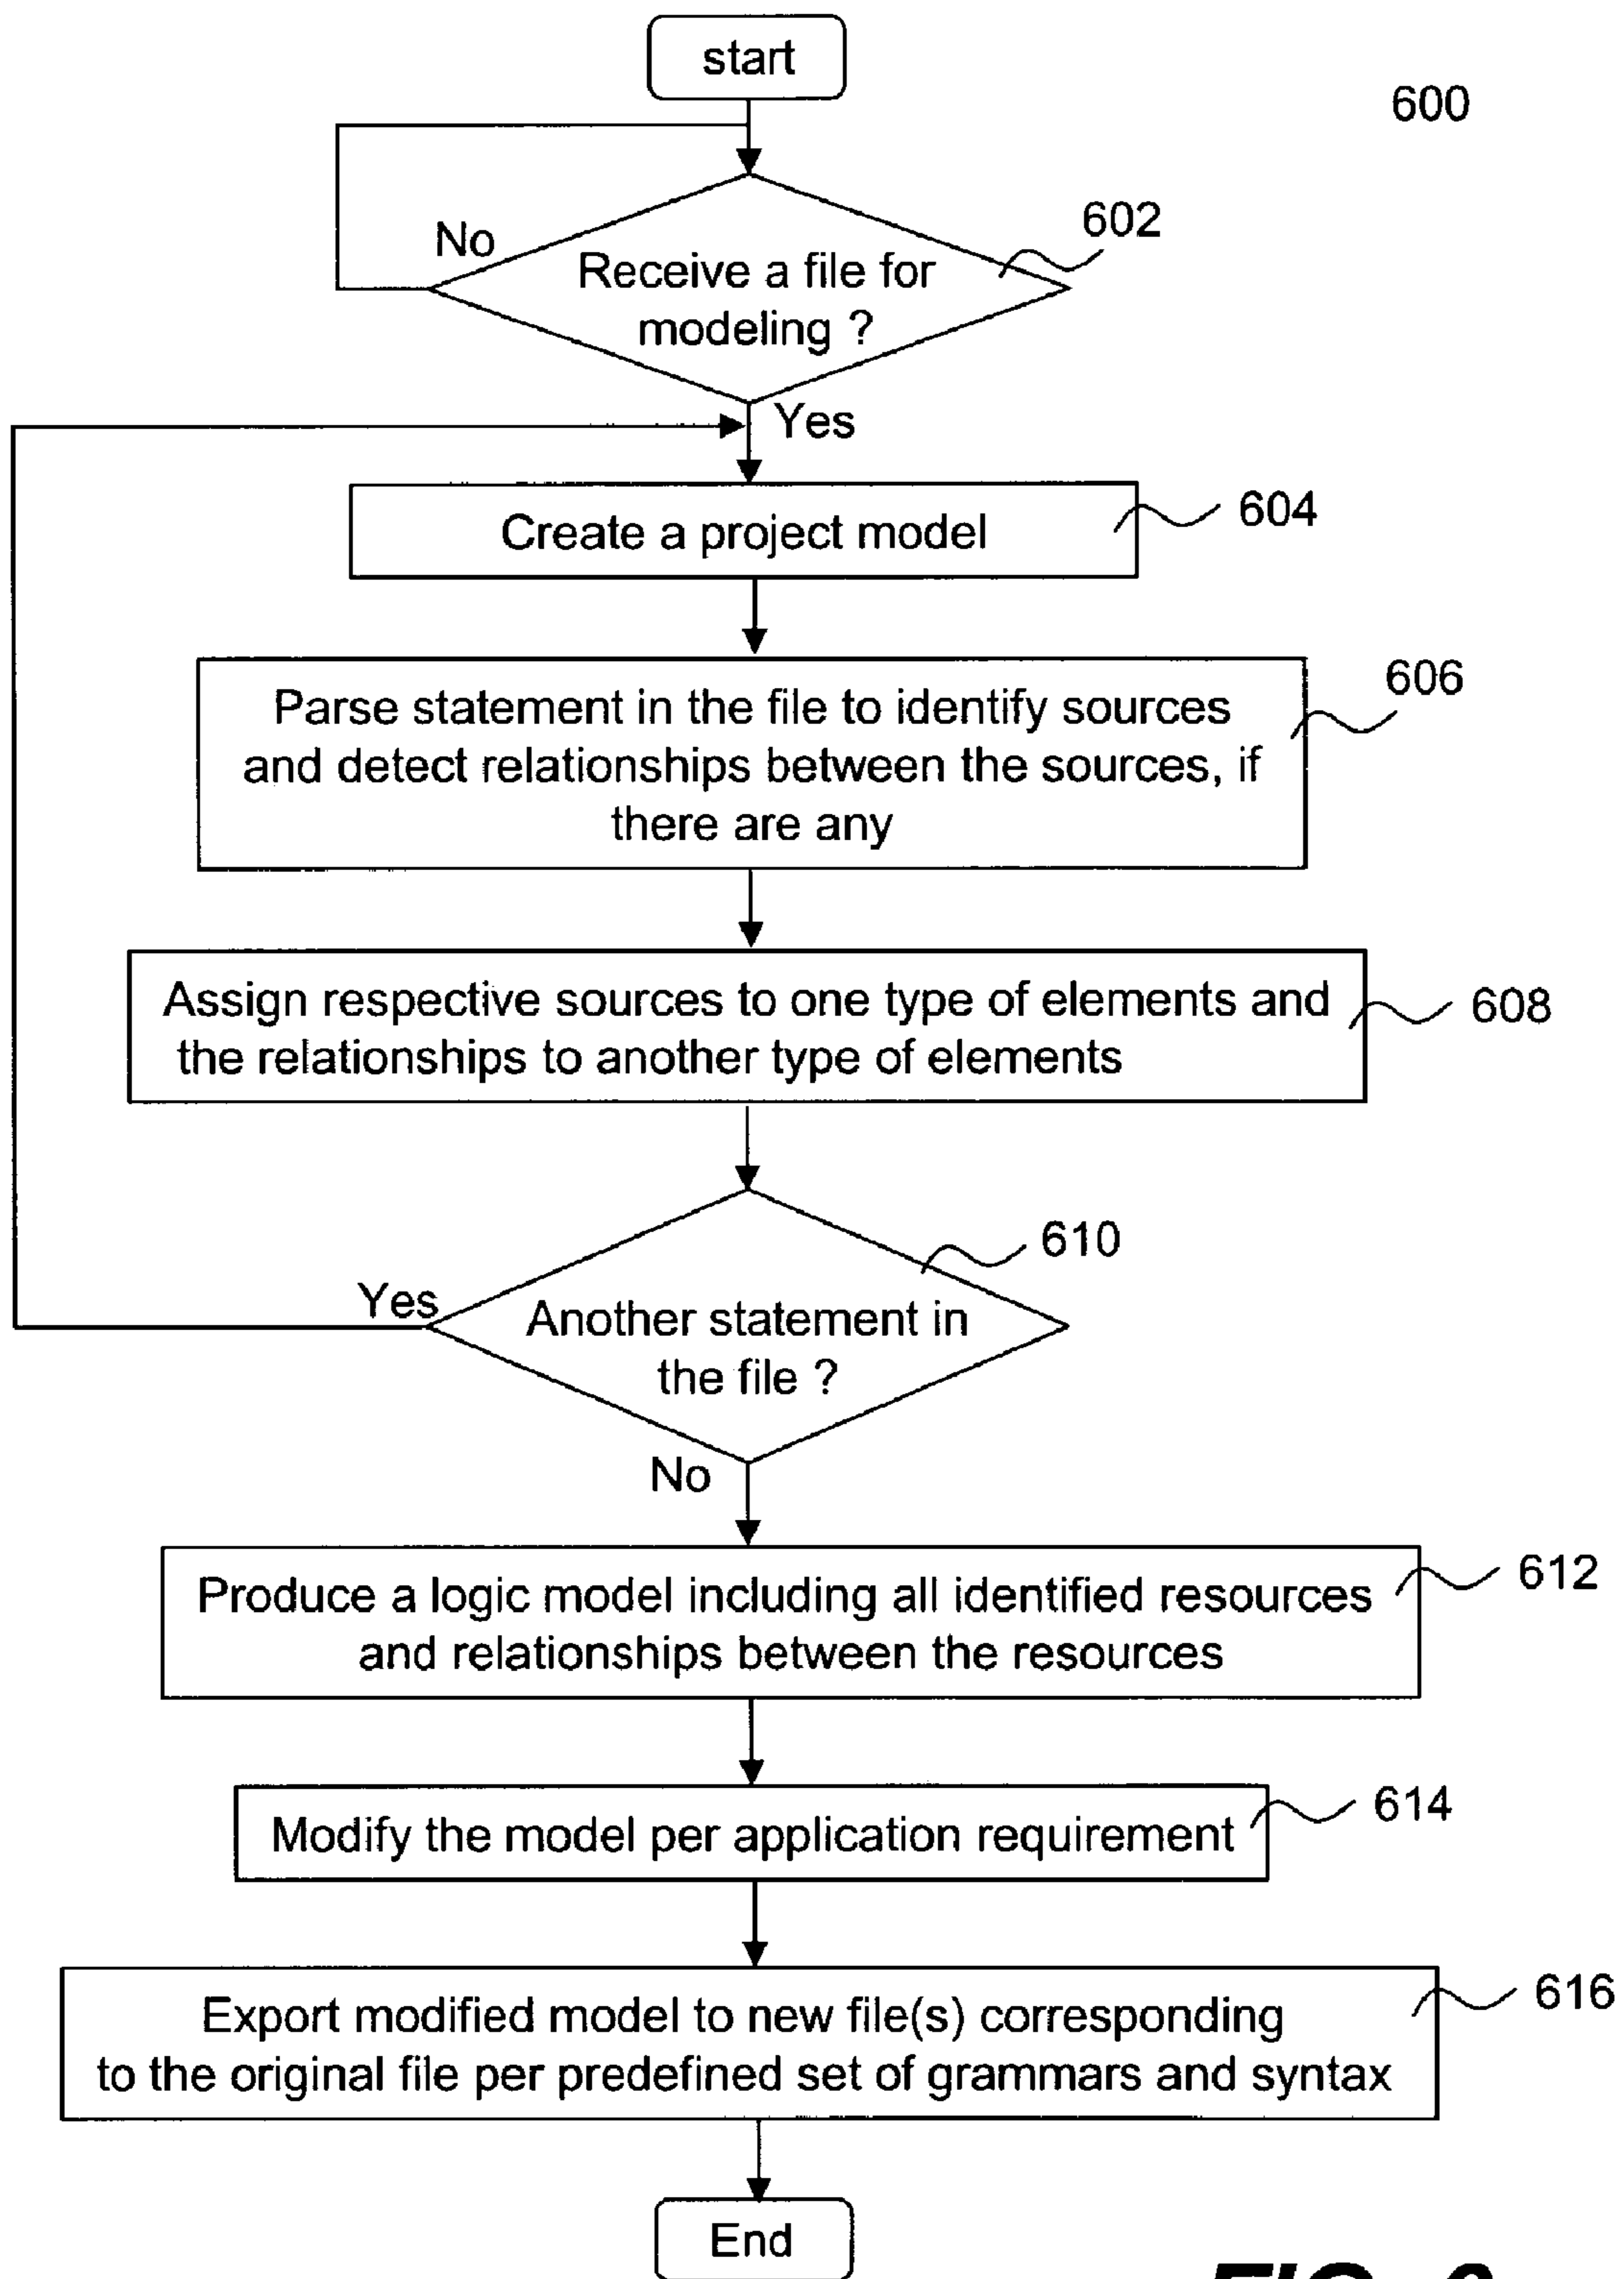 start
600
No
602
Receive a file for
modeling ?
Yes
Create a project model
604
606
Parse statement in the file to identify sources
and detect relationships between the sources, if
there are any
Assign respective sources to one type of elements and
the relationships to another type of elements
608
610
Yes
Another statement in
the file ?
No
612
Produce a logic model including all identified resources
and relationships between the resources
614
Modify the model per application requirement
616
Export modified model to new file(s) corresponding
to the original file per predefined set of grammars and syntax
End